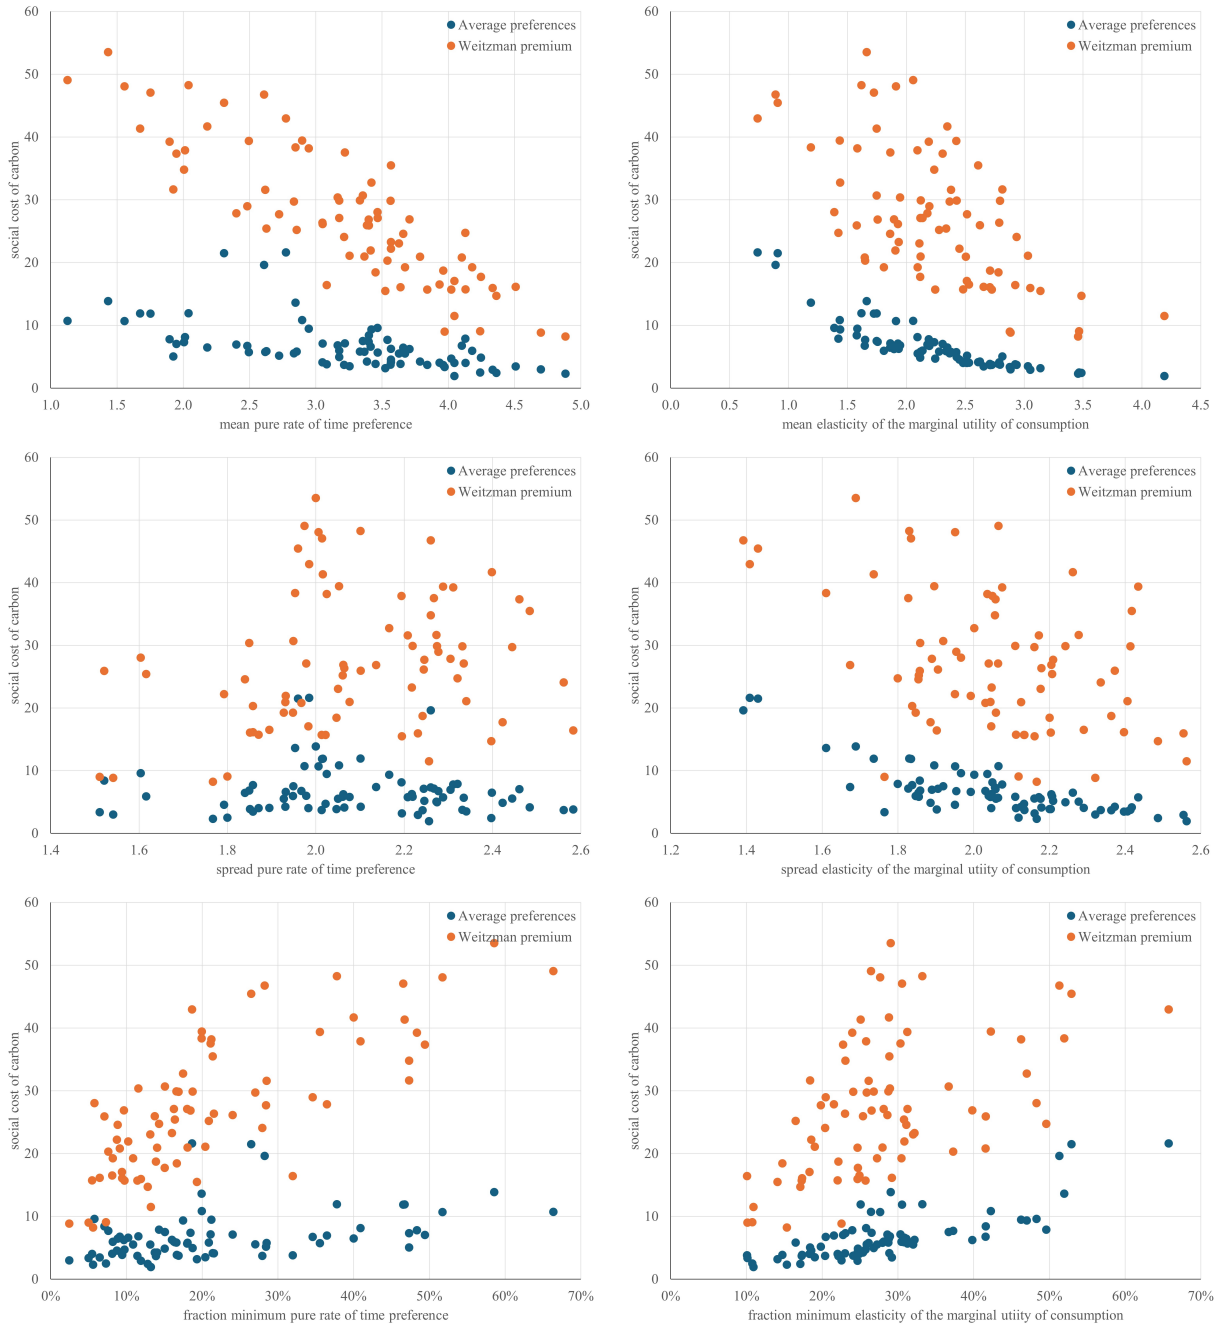 60
50
40
30
20
10
0
social cost of carbon
Average preferences
Weitzman premium
1.0 1.5 2.0 2.5 3.0 3.5 4.0 4.5 5.0
mean pure rate of time preference
60
50
40
30
20
10
0
social cost of carbon
Average preferences
Weitzman premium
0.0 0.5 1.0 1.5 2.0 2.5 3.0 3.5 4.0 4.5
mean elasticity of the marginal utility of consumption
60
50
40
30
20
10
0
social cost of carbon
Average preferences
Weitzman premium
1.4 1.6 1.8 2.0 2.2 2.4 2.6
spread pure rate of time preference
60
50
40
30
20
10
0
social cost of carbon
Average preferences
Weitzman premium
1.2 1.4 1.6 1.8 2.0 2.2 2.4 2.6
spread elasticity of the marginal utiity of consumption
60
50
40
30
20
10
0
social cost of carbon
Average preferences
Weitzman premium
0% 10% 20% 30% 40% 50% 60% 70%
fraction minimum pure rate of time preference
60
50
40
30
20
10
0
social cost of carbon
Average preferences
Weitzman premium
0% 10% 20% 30% 40% 50% 60% 70%
fraction minimum elasticity of the marginal utiity of consumption